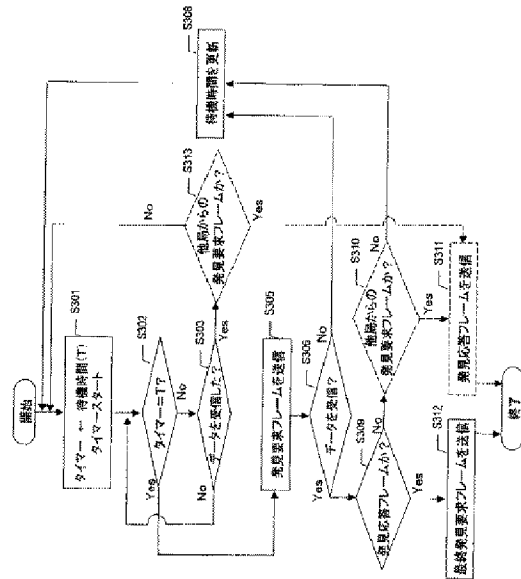 開始
S301
タイマー ← 待機時間(T)
タイマースタート
S302
タイマー=T?
Yes
No
S303
データを受信した?
No
Yes
S313
他局からの
発見要求フレームか?
No
Yes
S308
待機時間を更新
S305
発見要求フレームを送信
S306
データを受信?
No
Yes
S309
発見応答フレームか?
No
Yes
S310
他局からの
発見要求フレームか?
No
Yes
S311
発見応答フレームを送信
S312
最終発見要求フレームを送信
終了